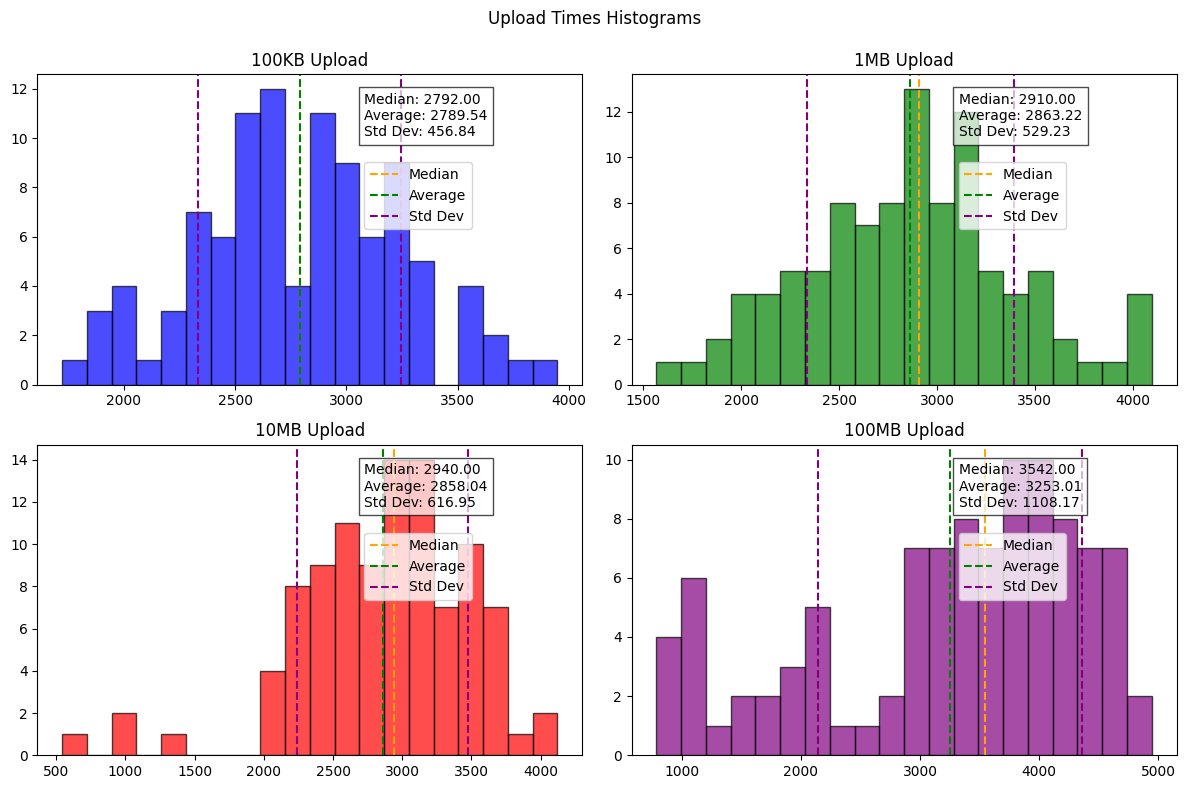 Upload Times Histograms
100KB Upload
12
10
8
6
4
2
0
2000 2500 3000 3500 4000
Median: 2792.00
Average: 2789.54
Std Dev: 456.84
Median
Average
Std Dev
1MB Upload
12
10
8
6
4
2
0
1500 2000 2500 3000 3500 4000
Median: 2910.00
Average: 2863.22
Std Dev: 529.23
Median
Average
Std Dev
10MB Upload
14
12
10
8
6
4
2
0
500 1000 1500 2000 2500 3000 3500 4000
Median: 2940.00
Average: 2858.04
Std Dev: 616.95
Median
Average
Std Dev
100MB Upload
10
8
6
4
2
0
1000 2000 3000 4000 5000
Median: 3542.00
Average: 3253.01
Std Dev: 1108.17
Median
Average
Std Dev